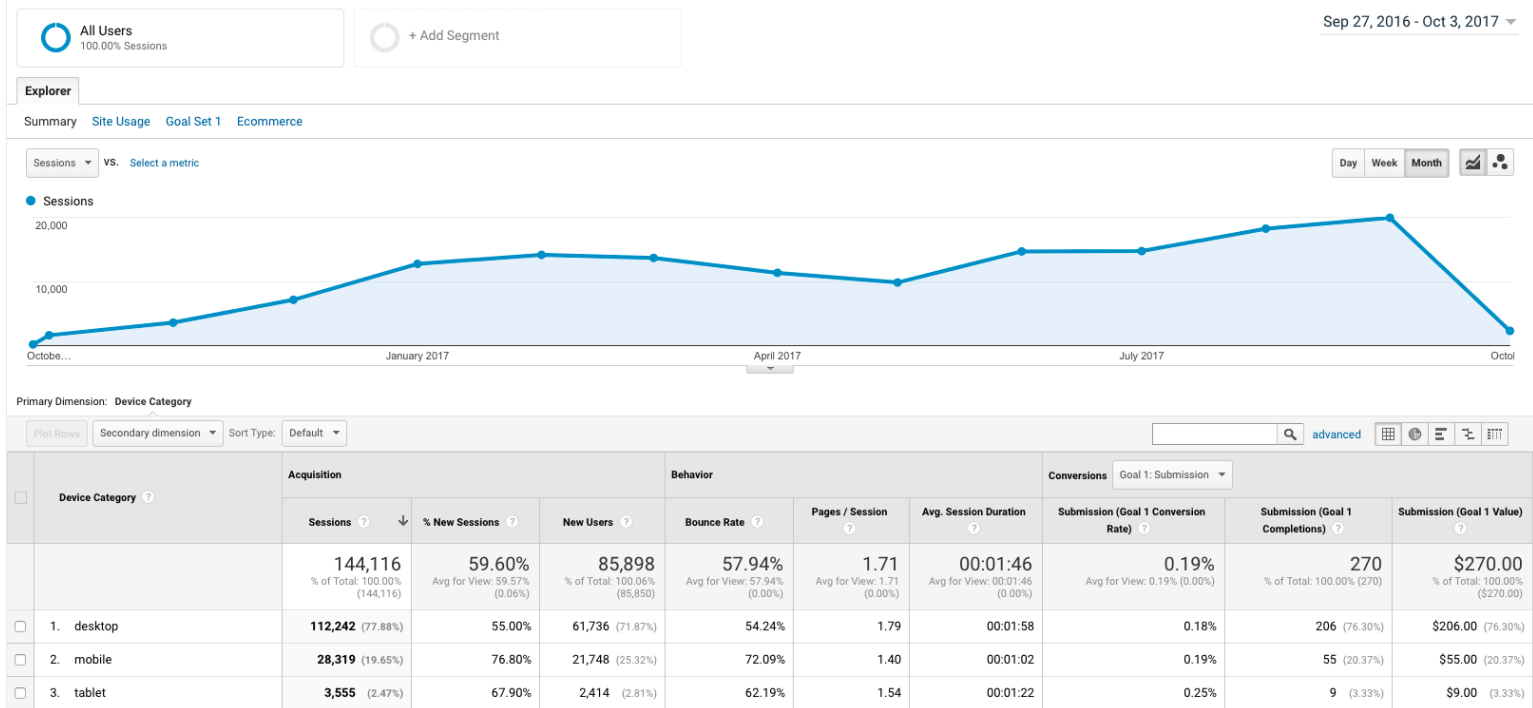 All Users
100.00% Sessions
+ Add Segment
Sep 27, 2016 - Oct 3, 2017
Explorer
Summary Site Usage Goal Set 1 Ecommerce
Sessions VS. Select a metric
Day Week Month
Sessions
20,000
10,000
Octobe... January 2017 April 2017 July 2017 Octol
Primary Dimension: Device Category
Plot Rows Secondary dimension Sort Type: Default advanced
Acquisition Behavior Conversions Goal 1: Submission
Device Category ?
Sessions ? % New Sessions ? New Users ? Bounce Rate ? Pages / Session ? Avg. Session Duration ? Submission (Goal 1 Conversion Rate) ? Submission (Goal 1 Completions) ? Submission (Goal 1 Value) ?
144,116 59.60% 85,898 57.94% 1.71 00:01:46 0.19% 270 $270.00
% of Total: 100.00% (144,116) Avg for View: 59.57% (0.06%) % of Total: 100.06% (85,850) Avg for View: 57.94% (0.00%) Avg for View: 1.71 (0.00%) Avg for View: 00:01:46 (0.00%) Avg for View: 0.19% (0.00%) % of Total: 100.00% (270) % of Total: 100.00% ($270.00)
1. desktop 112,242 (77.88%) 55.00% 61,736 (71.87%) 54.24% 1.79 00:01:58 0.18% 206 (76.30%) $206.00 (76.30%)
2. mobile 28,319 (19.65%) 76.80% 21,748 (25.32%) 72.09% 1.40 00:01:02 0.19% 55 (20.37%) $55.00 (20.37%)
3. tablet 3,555 (2.47%) 67.90% 2,414 (2.81%) 62.19% 1.54 00:01:22 0.25% 9 (3.33%) $9.00 (3.33%)